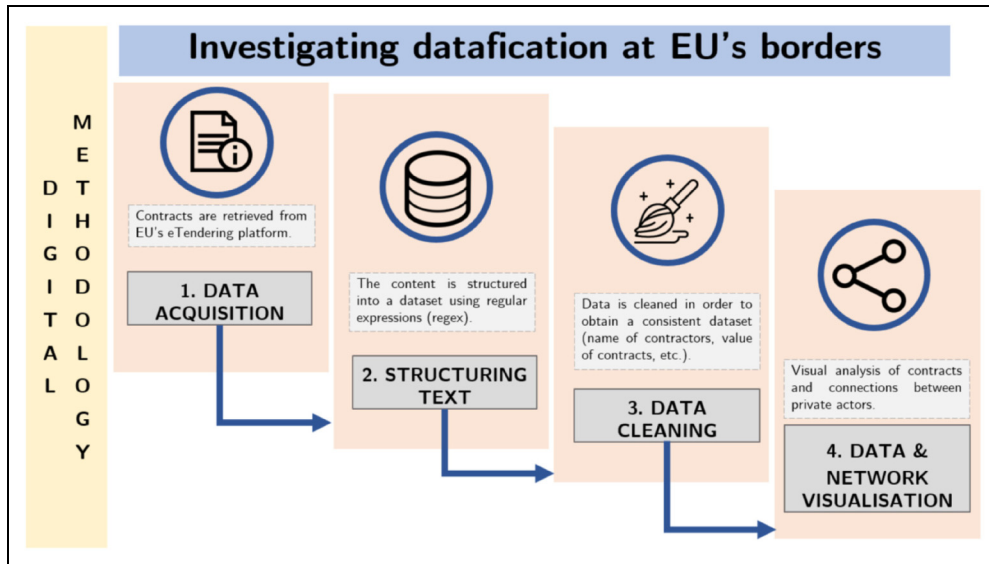 Investigating datafication at EU's borders
DIGITAL
METHODOLOGY
Contracts are retrieved from
EU's eTendering platform.
1. DATA
ACQUISITION
The content is structured
into a dataset using regular
expressions (regex).
2. STRUCTURING
TEXT
Data is cleaned in order to
obtain a consistent dataset
(name of contractors, value
of contracts, etc.).
3. DATA
CLEANING
Visual analysis of contracts
and connections between
private actors.
4. DATA &
NETWORK
VISUALISATION